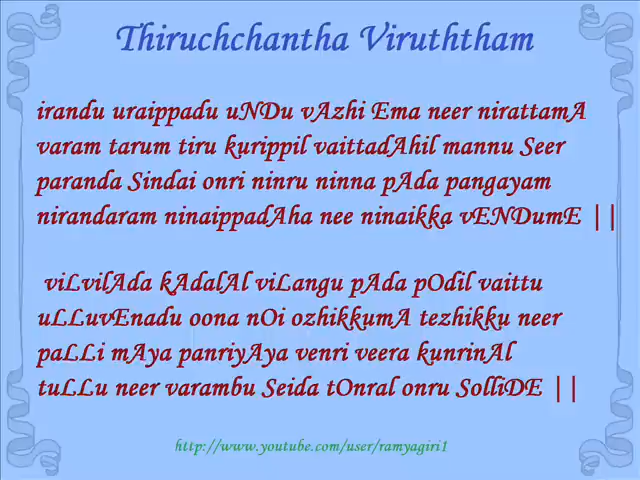 Thiruchchantha Viruththam
irandu uraippadu uNDu vAzhi Ema neer nirattamA
varam tarum tiru kurippil vaittadAhil mannu Seer
paranda Sindai onri ninru ninna pAda pangayam
nirandaram ninaippadAha nee ninaikka vENDumE ||
viLvilAda kAdalAl viLangu pAda pOdil vaittu
uLLuvEnadu oona nOi ozhikkumA tezhikku neer
paLLi mAya panriyAya venri veera kunrinAl
tuLLu neer varambu Seida tOnral onru SolliDE ||
http://www.youtube.com/user/ramyagiri1